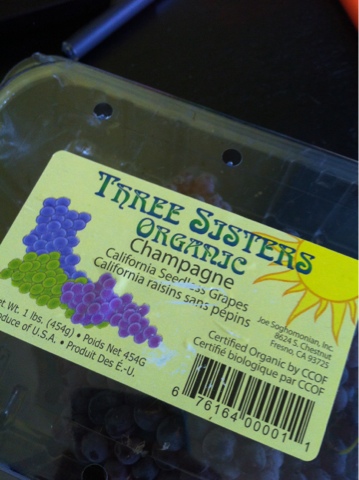 THREE SISTERS
ORGANIC
Champagne
California Seedless Grapes
California raisins sans pépins
Joe Soghomonian, Inc.
8624 S. Chestnut
Fresno, CA 93725
Wt. 1 lbs. (454g) • Poids Net 454G
of U.S.A. • Produit Des É.-U.
Certified Organic by CCOF
Certifié biologique par CCOF
6 76164 00001 1